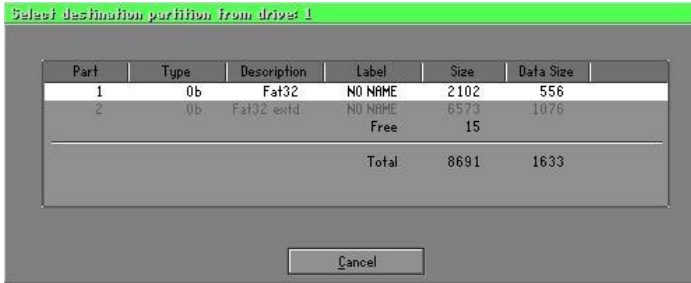 Select destination partition from drive: 1
Part Type Description Label Size Data Size
1 0b Fat32 NO NAME 2102 556
2 0b Fat32 extd NO NAME 6573 1076
Free 15
Total 8691 1633
Cancel